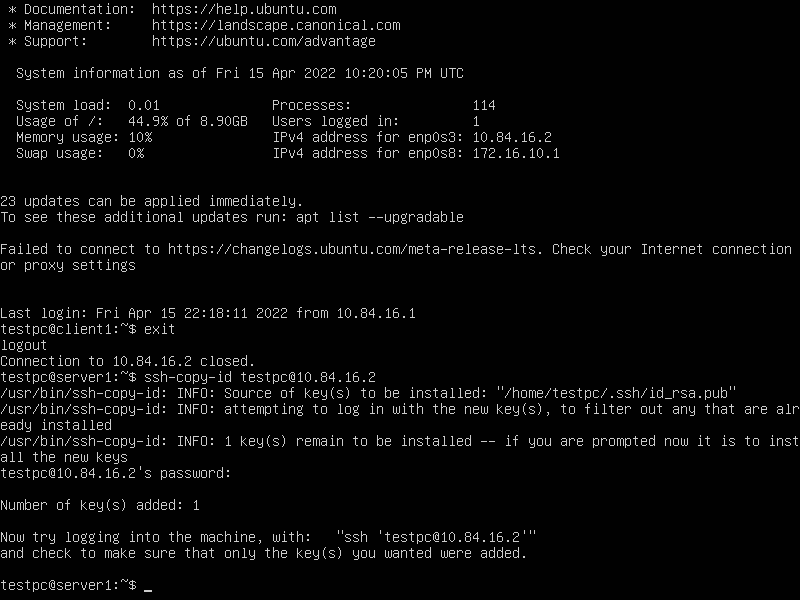 * Documentation:  https://help.ubuntu.com
 * Management:     https://landscape.canonical.com
 * Support:        https://ubuntu.com/advantage

  System information as of Fri 15 Apr 2022 10:20:05 PM UTC

  System load:  0.01              Processes:               114
  Usage of /:   44.9% of 8.90GB   Users logged in:         1
  Memory usage: 10%               IPv4 address for enp0s3: 10.84.16.2
  Swap usage:   0%                IPv4 address for enp0s8: 172.16.10.1


23 updates can be applied immediately.
To see these additional updates run: apt list --upgradable

Failed to connect to https://changelogs.ubuntu.com/meta-release-lts. Check your Internet connection
or proxy settings


Last login: Fri Apr 15 22:18:11 2022 from 10.84.16.1
testpc@client1:~$ exit
logout
Connection to 10.84.16.2 closed.
testpc@server1:~$ ssh-copy-id testpc@10.84.16.2
/usr/bin/ssh-copy-id: INFO: Source of key(s) to be installed: "/home/testpc/.ssh/id_rsa.pub"
/usr/bin/ssh-copy-id: INFO: attempting to log in with the new key(s), to filter out any that are alr
eady installed
/usr/bin/ssh-copy-id: INFO: 1 key(s) remain to be installed -- if you are prompted now it is to inst
all the new keys
testpc@10.84.16.2's password:

Number of key(s) added: 1

Now try logging into the machine, with:   "ssh 'testpc@10.84.16.2'"
and check to make sure that only the key(s) you wanted were added.

testpc@server1:~$ _